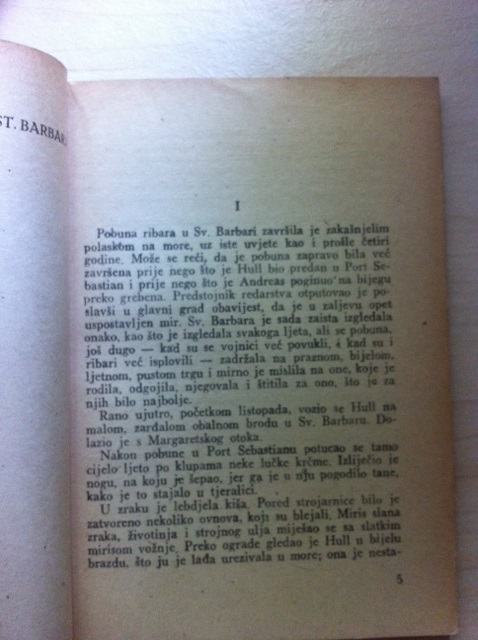 ST. BARBAR
I
Pobuna ribara u Sv. Barbari završila je zakašnjelim
polaskom na more, uz iste uvjete kao i prošle četiri
godine. Može se reći, da je pobuna zapravo bila već
završena prije nego što je Hull bio predan u Port Se-
bastian i prije nego što je Andreas poginuo na bijegu
preko grebena. Predstojnik redarstva otputovao je po-
slavši u glavni grad obavijest, da je u zaljevu opet
uspostavljen mir. Sv. Barbara je sada zaista izgledala
onako, kao što je izgledala svakoga ljeta, ali se pobuna,
još dugo — kad su se vojnici već povukli, a kad su i
ribari već isplovili — zadržala na praznom, bijelom,
ljetnom, pustom trgu i mirno je mislila na one, koje je
rodila, odgojila, njegovala i štitila za ono, što je za
njih bilo najbolje.
Rano ujutro, početkom listopada, vozio se Hull na
malom, zarđalom obalnom brodu u Sv. Barbaru. Do-
lazio je s Margaretskog otoka.
Nakon pobune u Port Sebastianu potucao se tamo
cijelo ljeto po klupama neke lučke krčme. Izliječio je
nogu, na koju je šepao, jer ga je u nju pogodilo tane,
kako je to stajalo u tjeralici.
U zraku je lebdjela kiša. Pored strojarnice bilo je
zatvoreno nekoliko ovnova, koji su blejali. Miris slana
zraka, životinja i strojnog ulja miješao se sa slatkim
mirisom vožnje. Preko ograde gledao je Hull u bijelu
brazdu, što ju je lađa urezivala u more; ona je nesta-
5